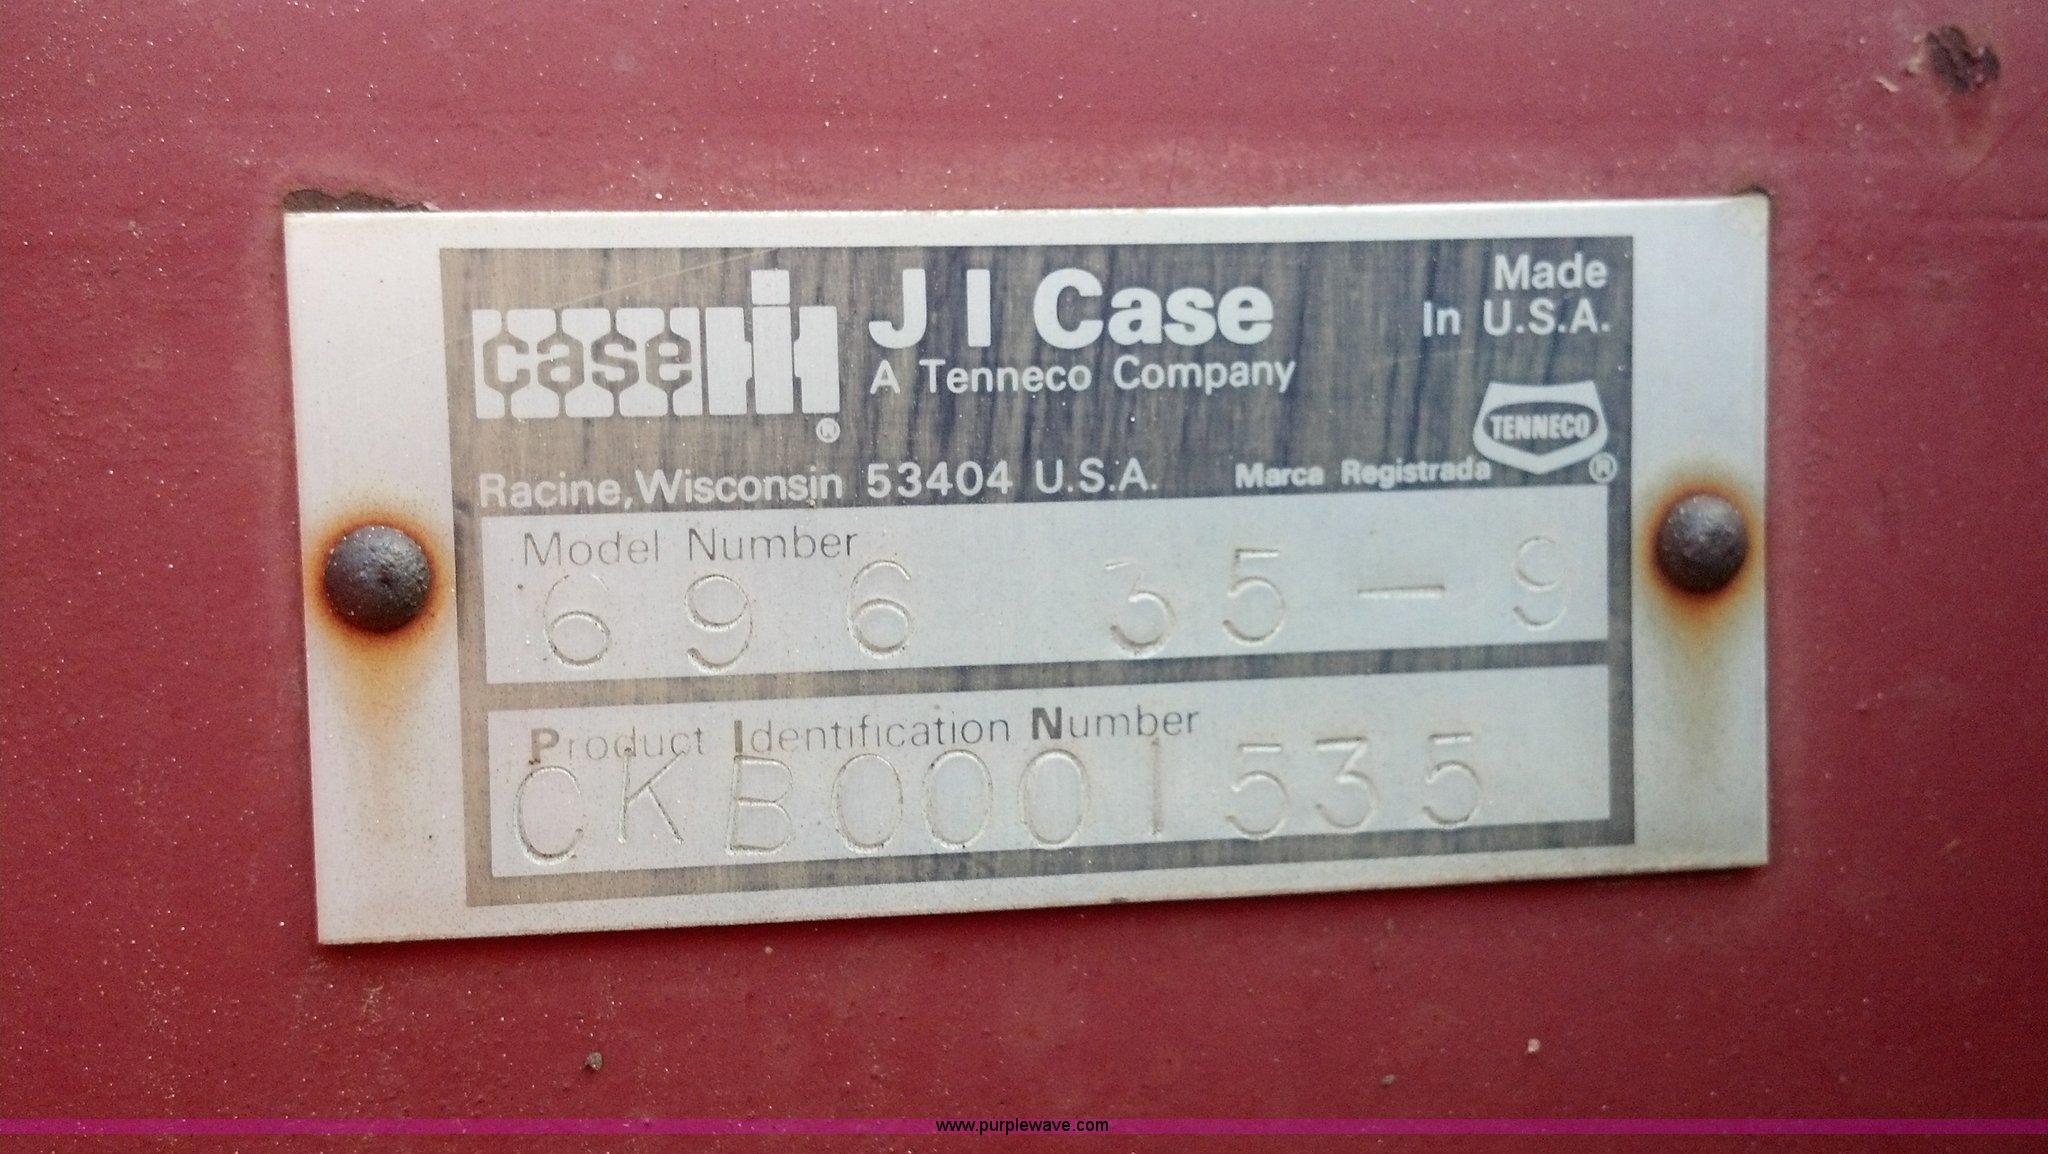 case IH ®
J I Case
A Tenneco Company
Made
In U.S.A.
TENNECO ®
Racine, Wisconsin 53404 U.S.A.
Marca Registrada
Model Number
696 35-9
Product Identification Number
CKB0001535
www.purplewave.com